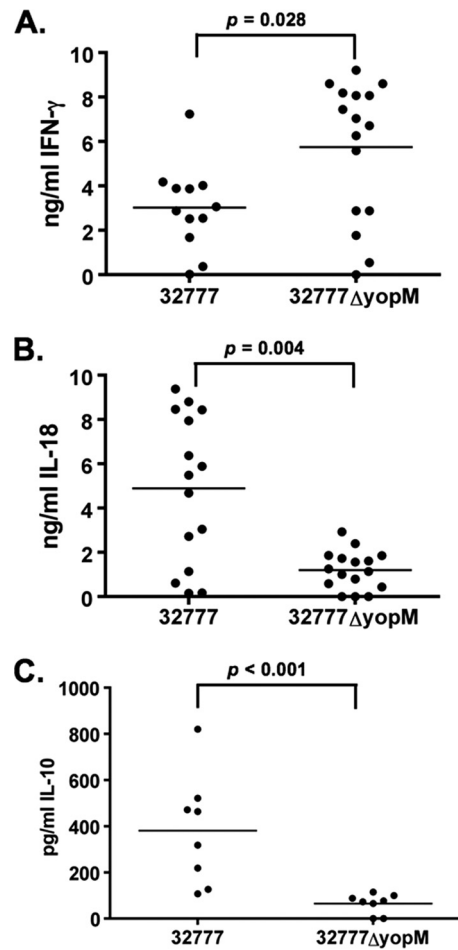 A.
p = 0.028
ng/ml IFN-γ
10
8
6
4
2
0
32777
32777ΔyopM
B.
p = 0.004
ng/ml IL-18
10
8
6
4
2
0
32777
32777ΔyopM
C.
p < 0.001
pg/ml IL-10
1000
800
600
400
200
0
32777
32777ΔyopM